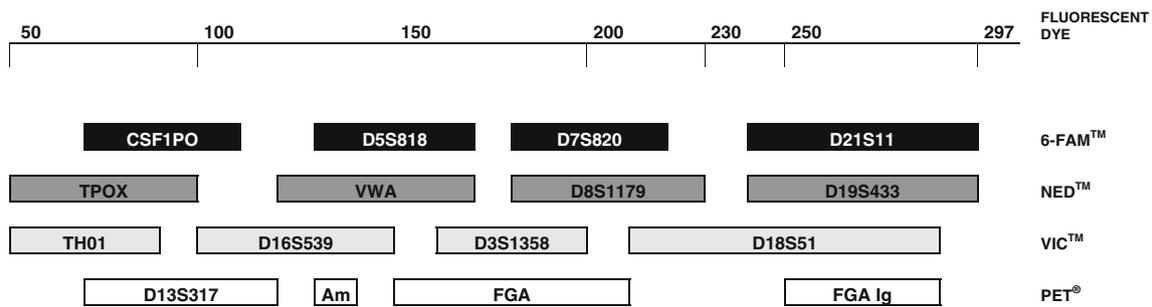 50 100 150 200 230 250 297 FLUORESCENT
DYE
CSF1PO D5S818 D7S820 D21S11 6-FAM™
TPOX VWA D8S1179 D19S433 NED™
TH01 D16S539 D3S1358 D18S51 VIC™
D13S317 Am FGA FGA Ig PET®